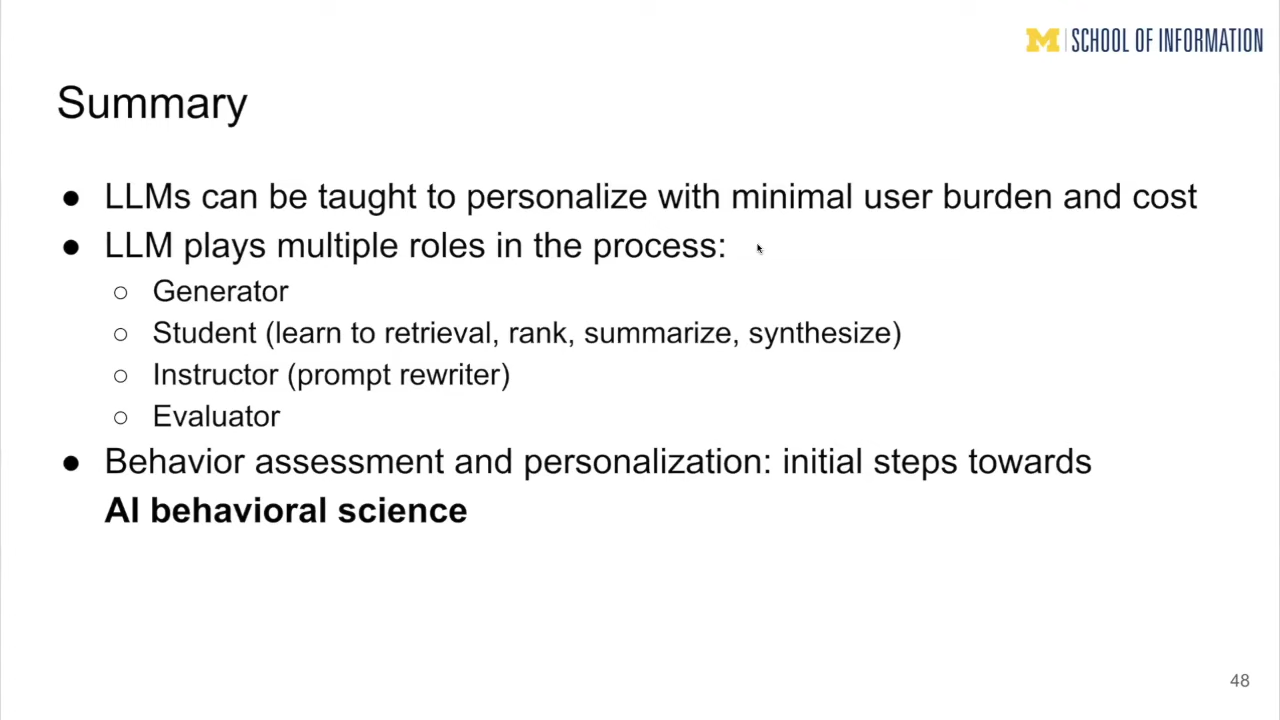 M | SCHOOL OF INFORMATION
Summary
● LLMs can be taught to personalize with minimal user burden and cost
● LLM plays multiple roles in the process:
○ Generator
○ Student (learn to retrieval, rank, summarize, synthesize)
○ Instructor (prompt rewriter)
○ Evaluator
● Behavior assessment and personalization: initial steps towards
AI behavioral science
48